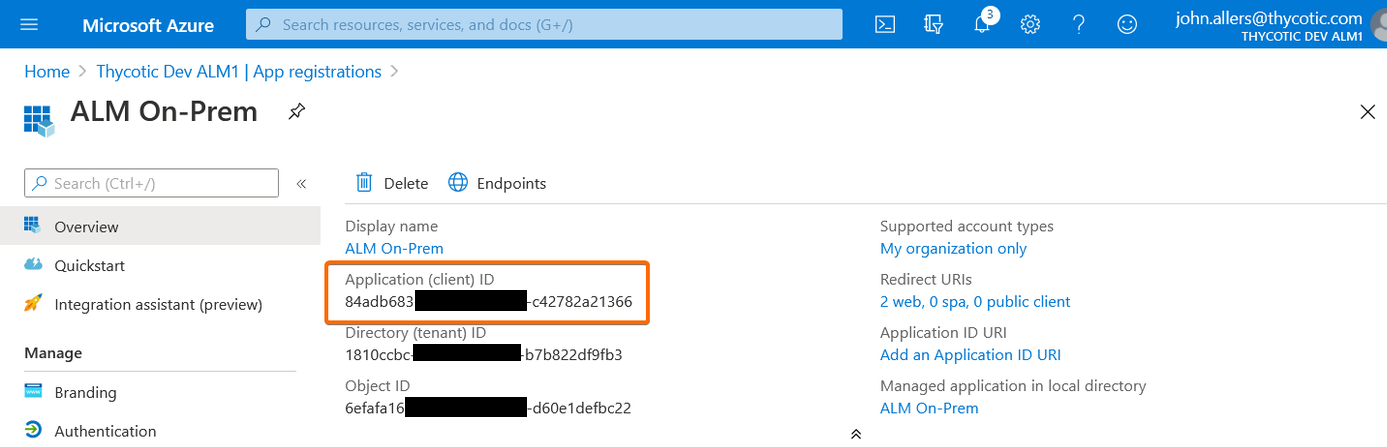 Microsoft Azure
Search resources, services, and docs (G+/)
3
john.allers@thycotic.com
THYCOTIC DEV ALM1
Home > Thycotic Dev ALM1 | App registrations >
ALM On-Prem
Search (Ctrl+/)
«
Overview
Quickstart
Integration assistant (preview)
Manage
Branding
Authentication
Delete
Endpoints
Display name
ALM On-Prem
Application (client) ID
84adb683 -c42782a21366
Directory (tenant) ID
1810ccbc- -b7b822df9fb3
Object ID
6efafa16 -d60e1defbc22
Supported account types
My organization only
Redirect URIs
2 web, 0 spa, 0 public client
Application ID URI
Add an Application ID URI
Managed application in local directory
ALM On-Prem